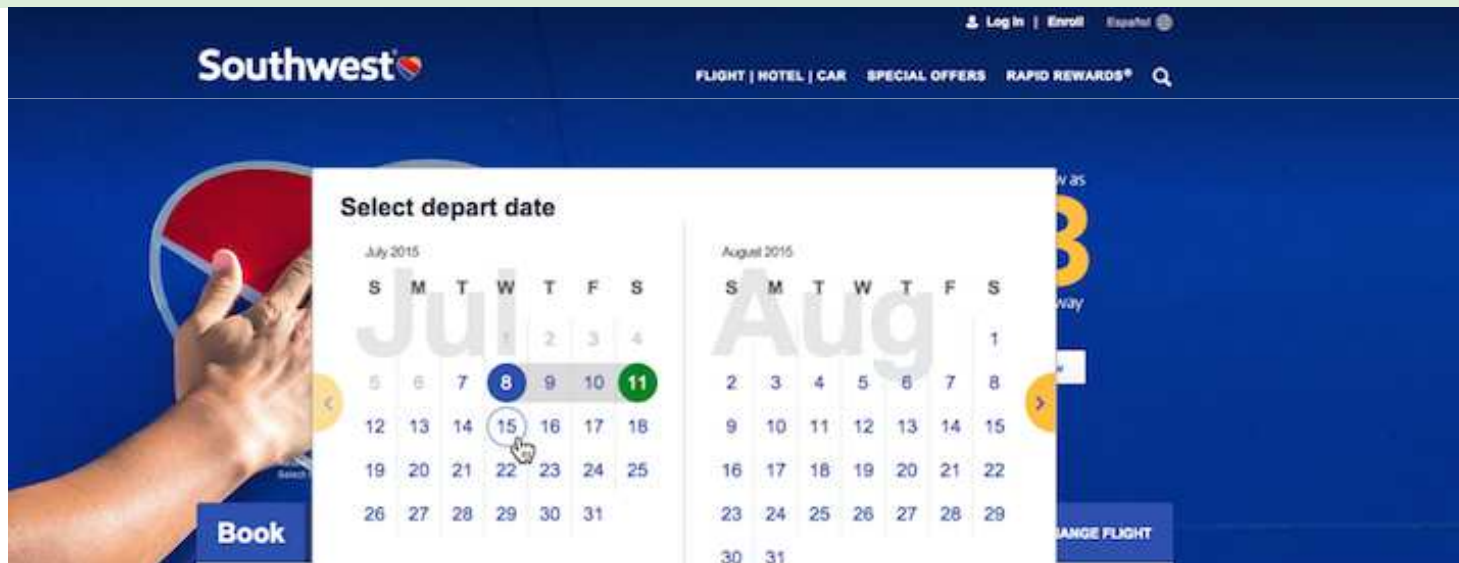 Log in | Enroll Español
Southwest
FLIGHT | HOTEL | CAR SPECIAL OFFERS RAPID REWARDS®
w as
3
way
Select depart date
July 2015
Jul
S M T W T F S
1 2 3 4
5 6 7 8 9 10 11
12 13 14 15 16 17 18
19 20 21 22 23 24 25
26 27 28 29 30 31
August 2015
Aug
S M T W T F S
1
2 3 4 5 6 7 8
9 10 11 12 13 14 15
16 17 18 19 20 21 22
23 24 25 26 27 28 29
30 31
Select
Book
ANGE FLIGHT